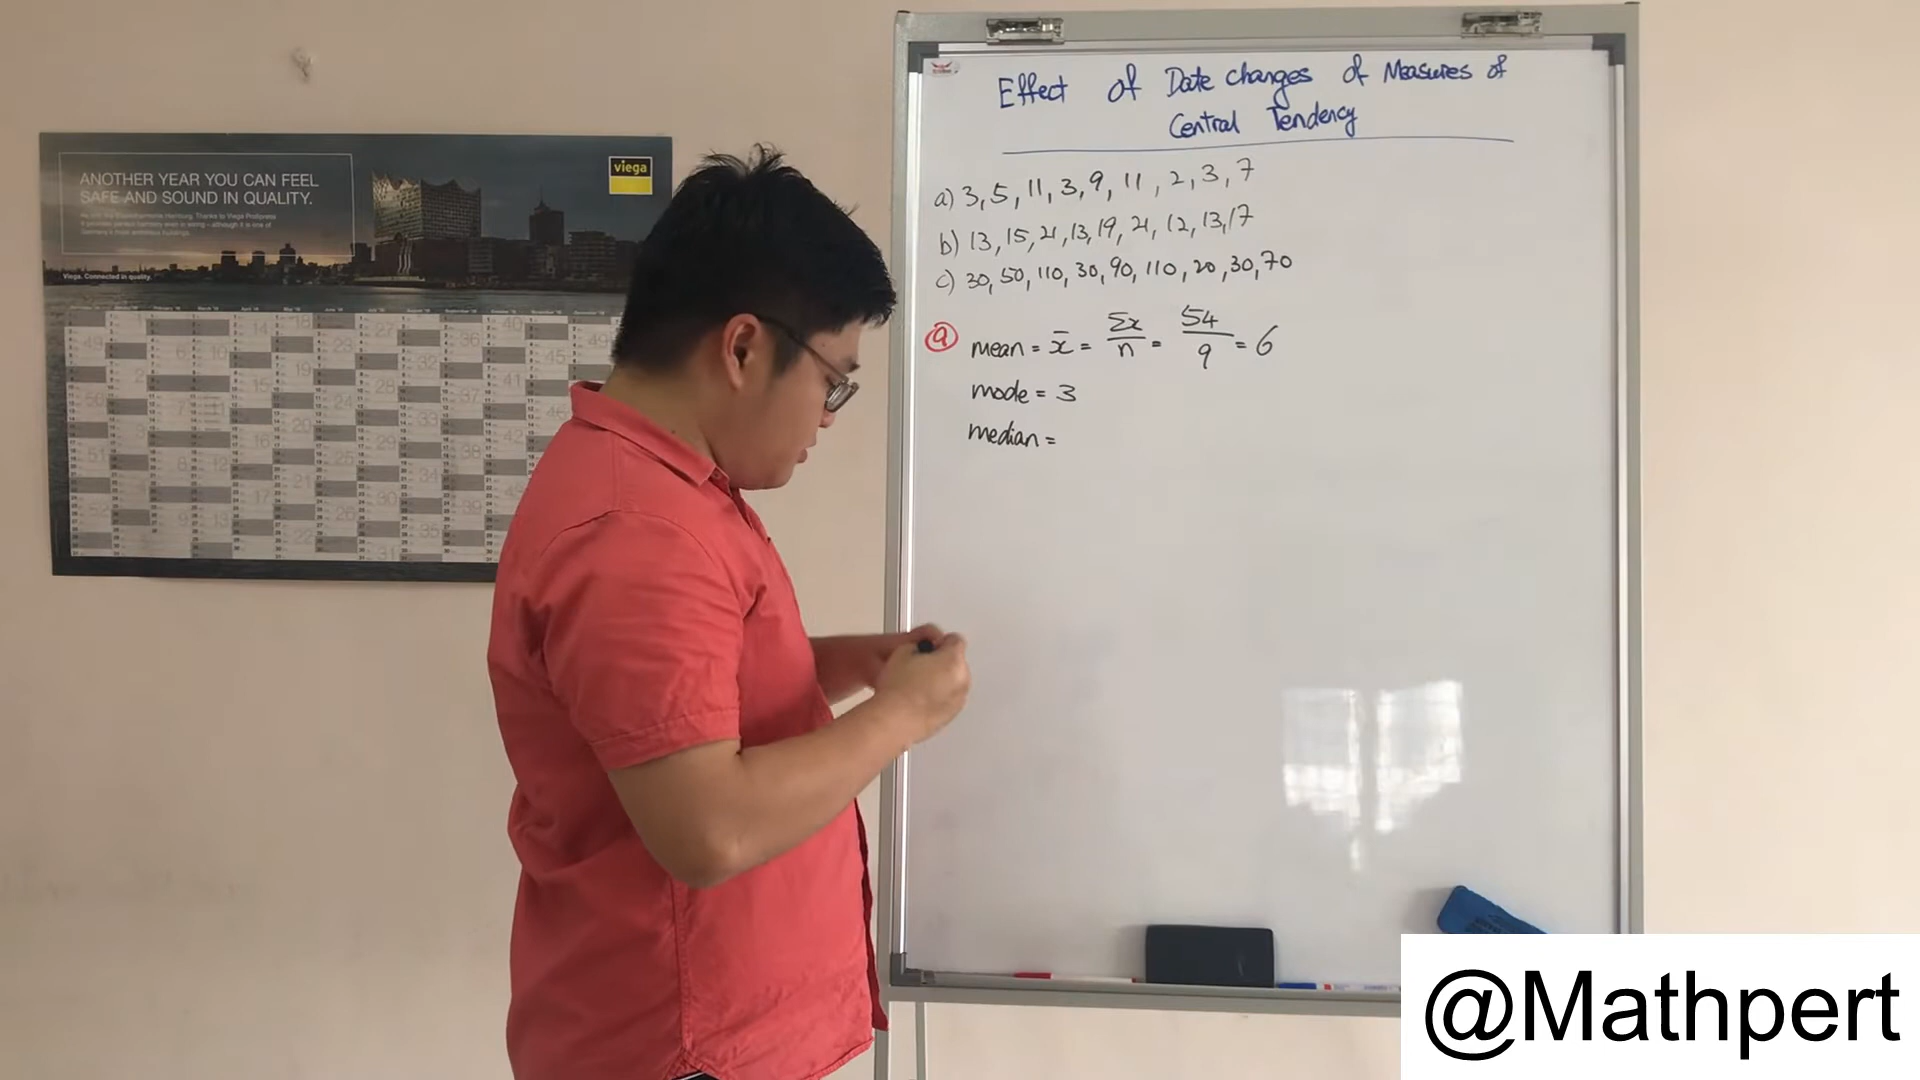 ANOTHER YEAR YOU CAN FEEL
SAFE AND SOUND IN QUALITY.
Viega. Connected in quality.
viega
Effect of Date changes of Measures of
Central Tendency
a) 3, 5, 11, 3, 9, 11, 2, 3, 7
b) 13, 15, 21, 13, 19, 21, 12, 13, 17
c) 30, 50, 110, 30, 90, 110, 20, 30, 70
a mean = x̄ = Σx/n = 54/9 = 6
mode = 3
median =
@Mathpert